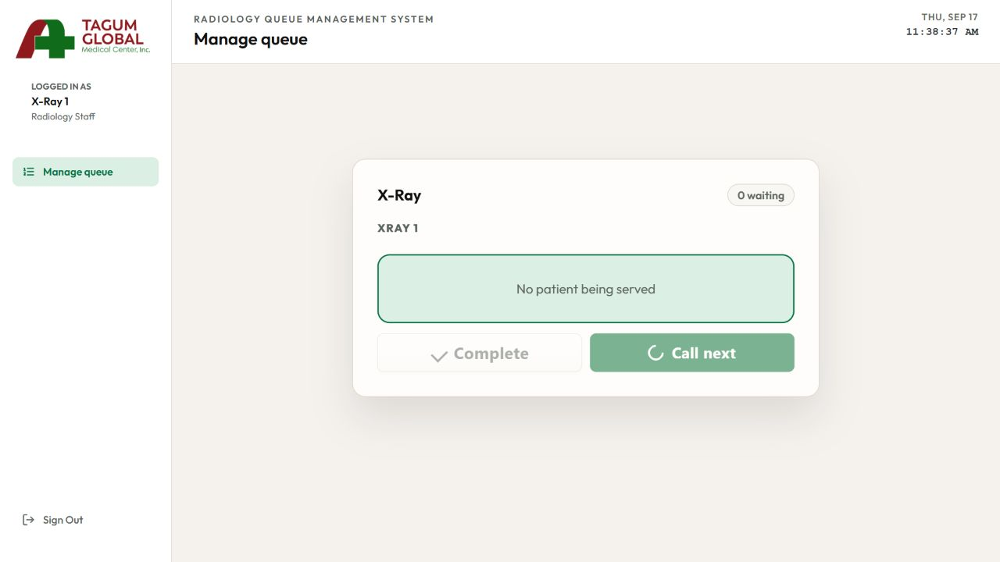 TAGUM
GLOBAL
Medical Center, Inc.
LOGGED IN AS
X-Ray 1
Radiology Staff
Manage queue
Sign Out
RADIOLOGY QUEUE MANAGEMENT SYSTEM
Manage queue
THU, SEP 17
11:38:37 AM
X-Ray
0 waiting
XRAY 1
No patient being served
Complete
Call next